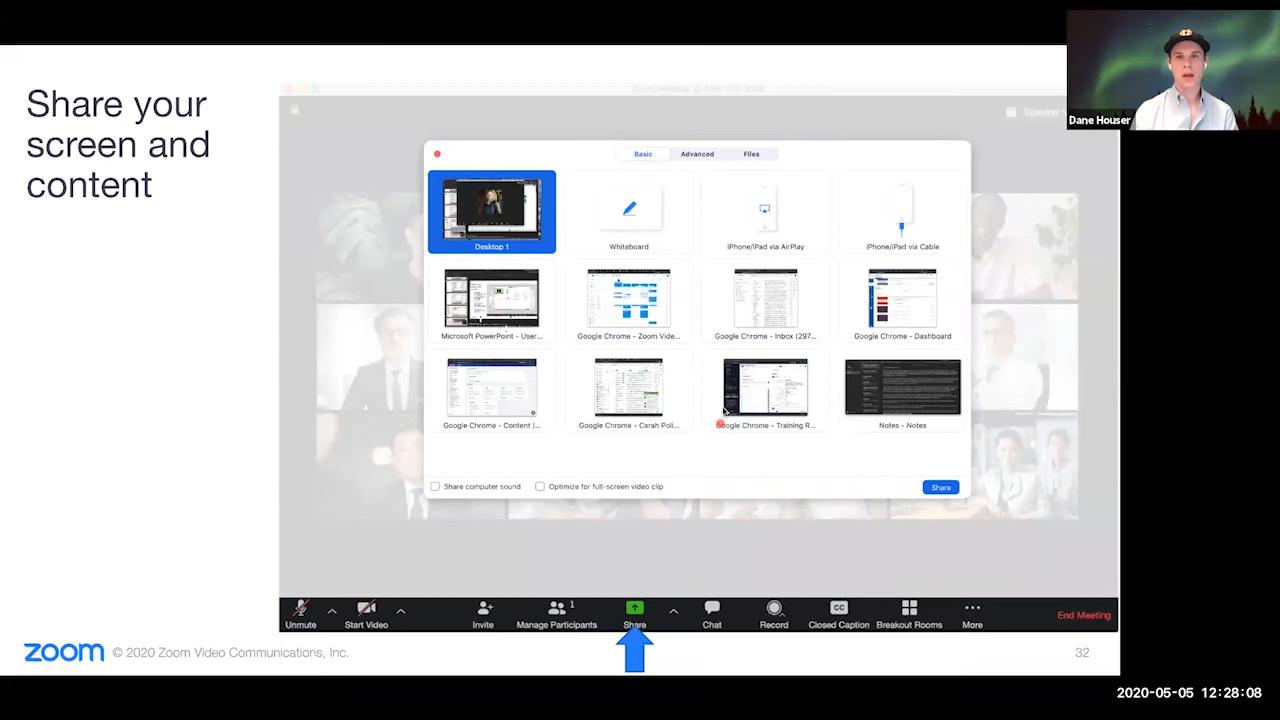 Share your
screen and
content
Dane Houser
Speaker
Basic Advanced Files
Desktop 1 Whiteboard iPhone/iPad via AirPlay iPhone/iPad via Cable
Microsoft PowerPoint - User... Google Chrome - Zoom Vide... Google Chrome - Inbox (297... Google Chrome - Dashboard
Google Chrome - Content |... Google Chrome - Carah Poli... Google Chrome - Training R... Notes - Notes
Share computer sound Optimize for full-screen video clip Share
1
CC
Unmute Start Video Invite Manage Participants Share Chat Record Closed Caption Breakout Rooms More End Meeting
zoom © 2020 Zoom Video Communications, Inc. 32
2020-05-05 12:28:08